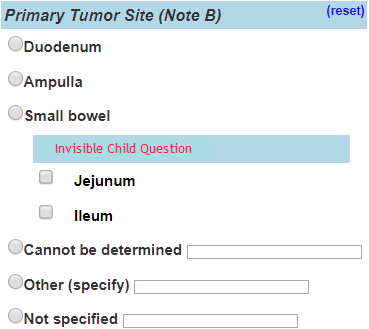 Primary Tumor Site (Note B) (reset)
Duodenum
Ampulla
Small bowel
Invisible Child Question
Jejunum
Ileum
Cannot be determined
Other (specify)
Not specified